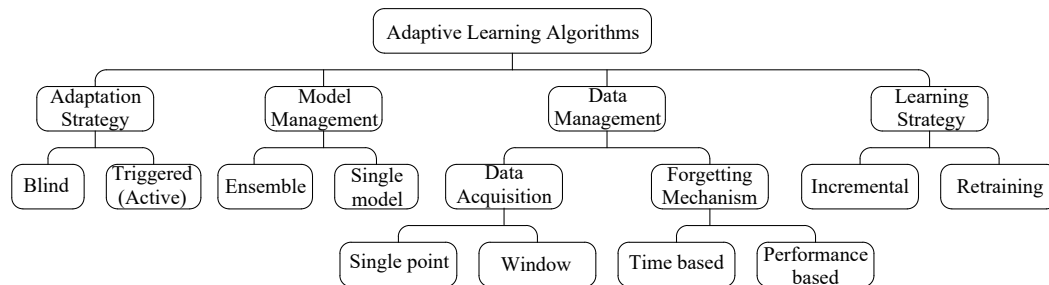 Adaptive Learning Algorithms
Adaptation
Strategy
Model
Management
Data
Management
Learning
Strategy
Blind
Triggered
(Active)
Ensemble
Single
model
Data
Acquisition
Forgetting
Mechanism
Incremental
Retraining
Single point
Window
Time based
Performance
based